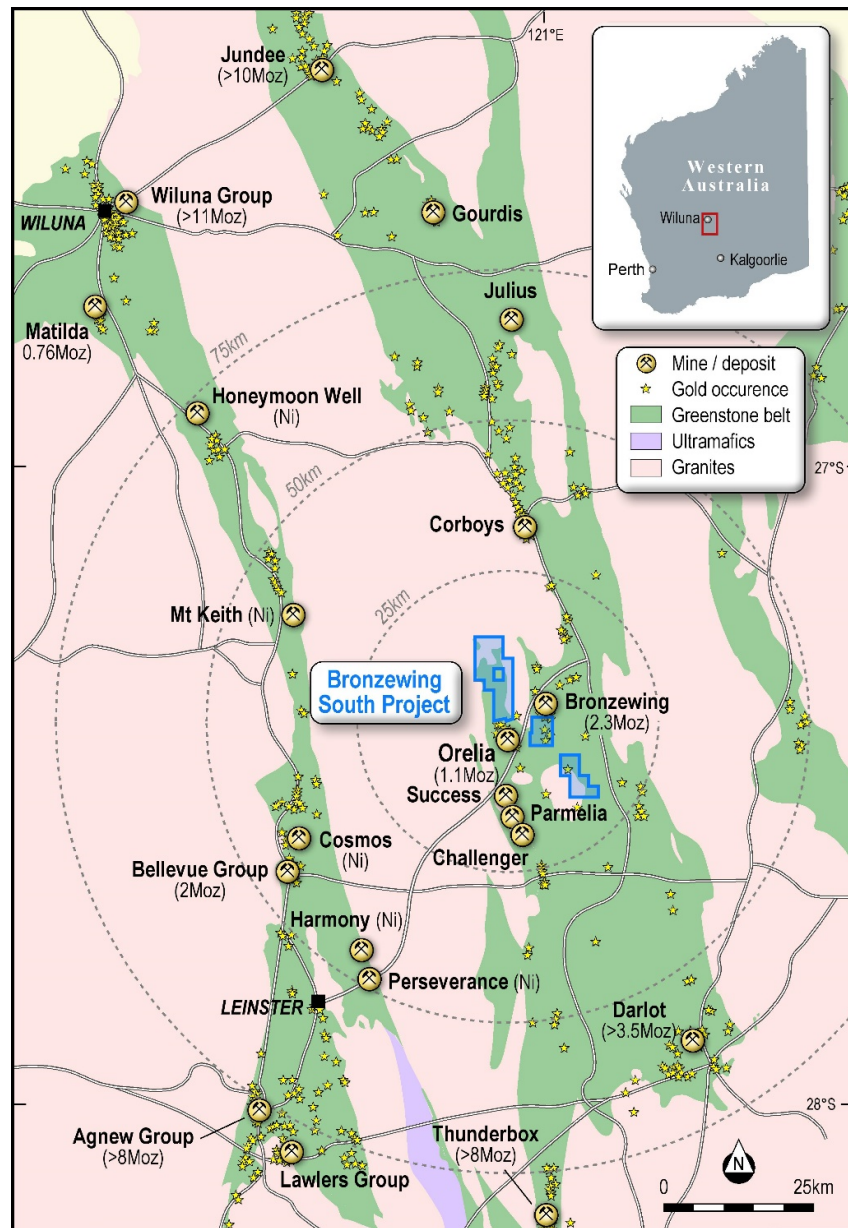 121°E
Jundee
(>10Moz)
Western
Australia
Wiluna
Perth
Kalgoorlie
Wiluna Group
(>11Moz)
WILUNA
Gourdis
Julius
Matilda
0.76Moz)
75km
Mine / deposit
Gold occurence
Greenstone belt
Ultramafics
Granites
Honeymoon Well
(Ni)
27°S
50km
Corboys
25km
Mt Keith (Ni)
Bronzewing
South Project
Bronzewing
(2.3Moz)
Orelia
(1.1Moz)
Success
Parmelia
Challenger
Cosmos
(Ni)
Bellevue Group
(2Moz)
Harmony (Ni)
Perseverance (Ni)
LEINSTER
Darlot
(>3.5Moz)
28°S
Agnew Group
(>8Moz)
Thunderbox
(>8Moz)
Lawlers Group
N
0
25km